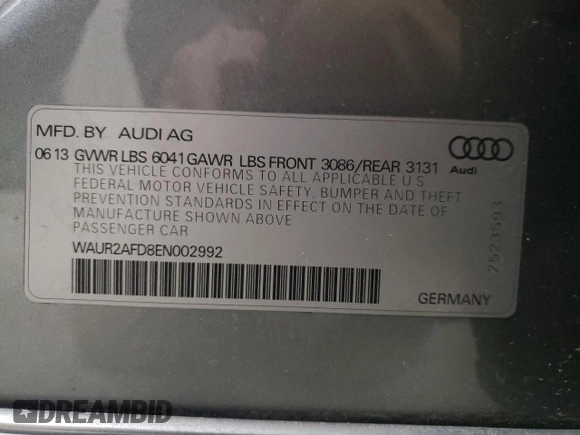 MFD. BY AUDI AG
06 13 GVWR LBS 6041 GAWR LBS FRONT 3086/REAR 3131
THIS VEHICLE CONFORMS TO ALL APPLICABLE U S
FEDERAL MOTOR VEHICLE SAFETY, BUMPER AND THEFT
PREVENTION STANDARDS IN EFFECT ON THE DATE OF
MANUFACTURE SHOWN ABOVE
PASSENGER CAR
WAUR2AFD8EN002992
Audi
2523593
GERMANY
DREAMBID